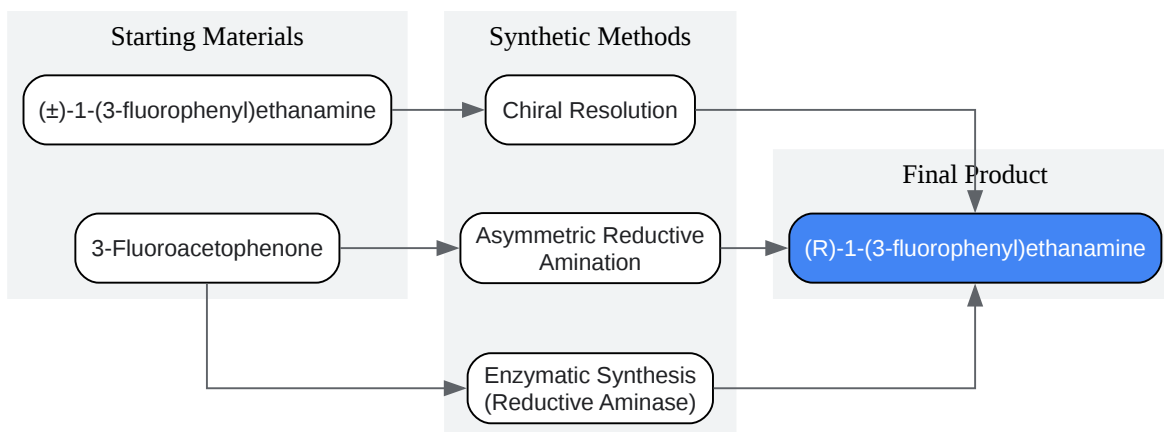 Starting Materials
(±)-1-(3-fluorophenyl)ethanamine
3-Fluoroacetophenone
Synthetic Methods
Chiral Resolution
Asymmetric Reductive
Amination
Enzymatic Synthesis
(Reductive Aminase)
Final Product
(R)-1-(3-fluorophenyl)ethanamine